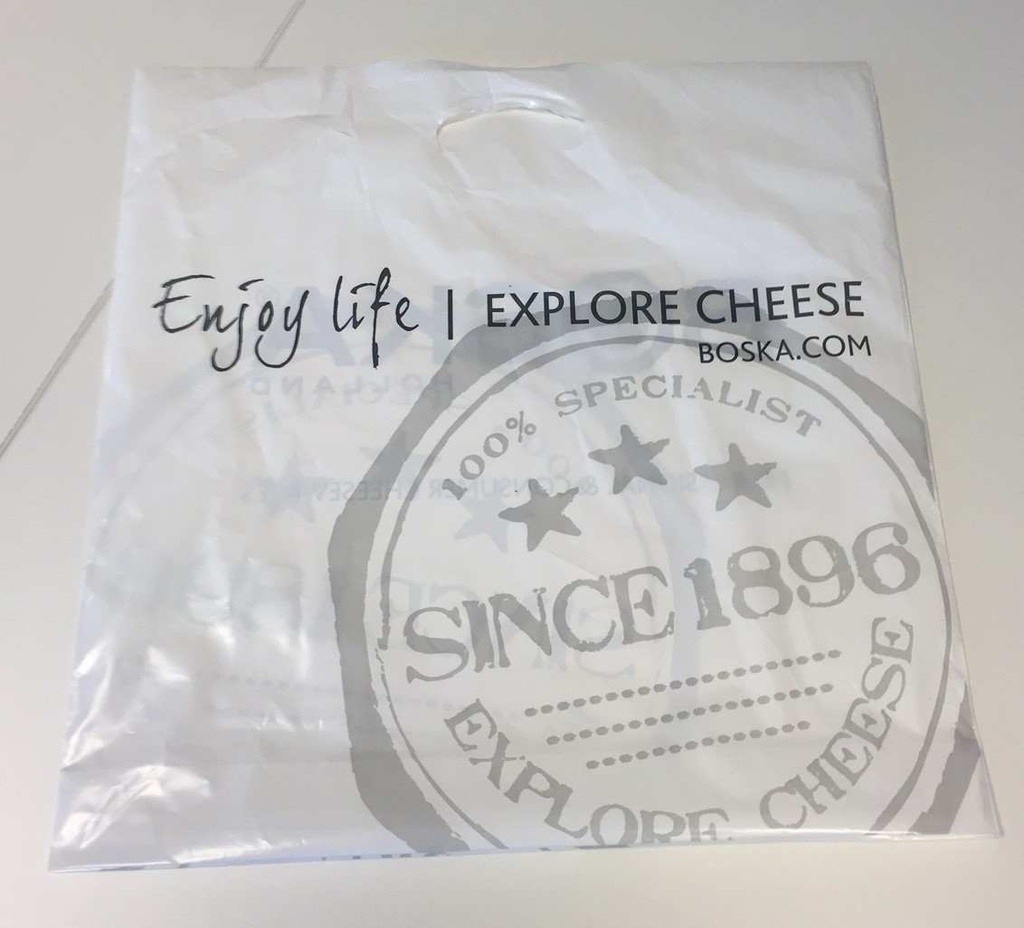 Enjoy life | EXPLORE CHEESE
BOSKA.COM
100% SPECIALIST
SINCE 1896
EXPLORE CHEESE